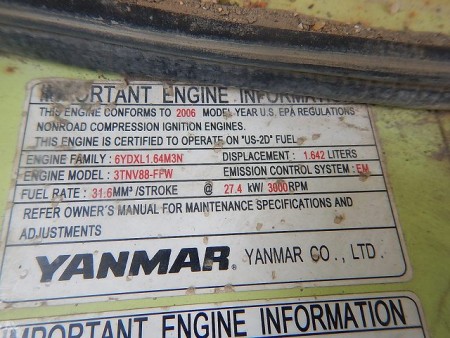 IMPORTANT ENGINE INFORMATION
THIS ENGINE CONFORMS TO 2006 MODEL YEAR U.S. EPA REGULATIONS
NONROAD COMPRESSION IGNITION ENGINES.
THIS ENGINE IS CERTIFIED TO OPERATE ON "US-2D" FUEL
ENGINE FAMILY : 6YDXL1.64M3N DISPLACEMENT : 1.642 LITERS
ENGINE MODEL : 3TNV88-FPW EMISSION CONTROL SYSTEM : EM
FUEL RATE : 31.6MM³/STROKE @ 27.4 kW/ 3000RPM
REFER OWNER'S MANUAL FOR MAINTENANCE SPECIFICATIONS AND
ADJUSTMENTS
YANMAR® YANMAR CO., LTD.
IMPORTANT ENGINE INFORMATION